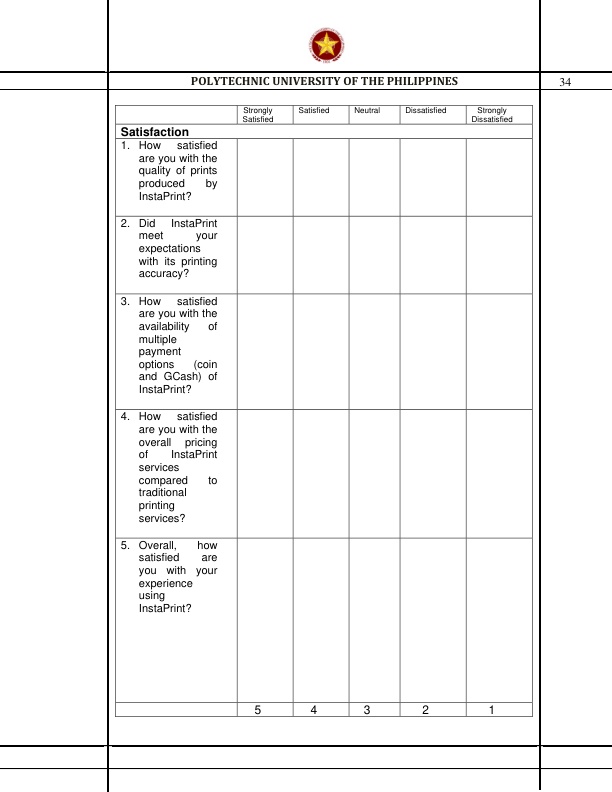 POLYTECHNIC UNIVERSITY OF THE PHILIPPINES
34
Strongly Satisfied Satisfied Neutral Dissatisfied Strongly Dissatisfied
Satisfaction
1. How satisfied
are you with the
quality of prints
produced by
InstaPrint?
2. Did InstaPrint
meet your
expectations
with its printing
accuracy?
3. How satisfied
are you with the
availability of
multiple
payment
options (coin
and GCash) of
InstaPrint?
4. How satisfied
are you with the
overall pricing
of InstaPrint
services
compared to
traditional
printing
services?
5. Overall, how
satisfied are
you with your
experience
using
InstaPrint?
5 4 3 2 1